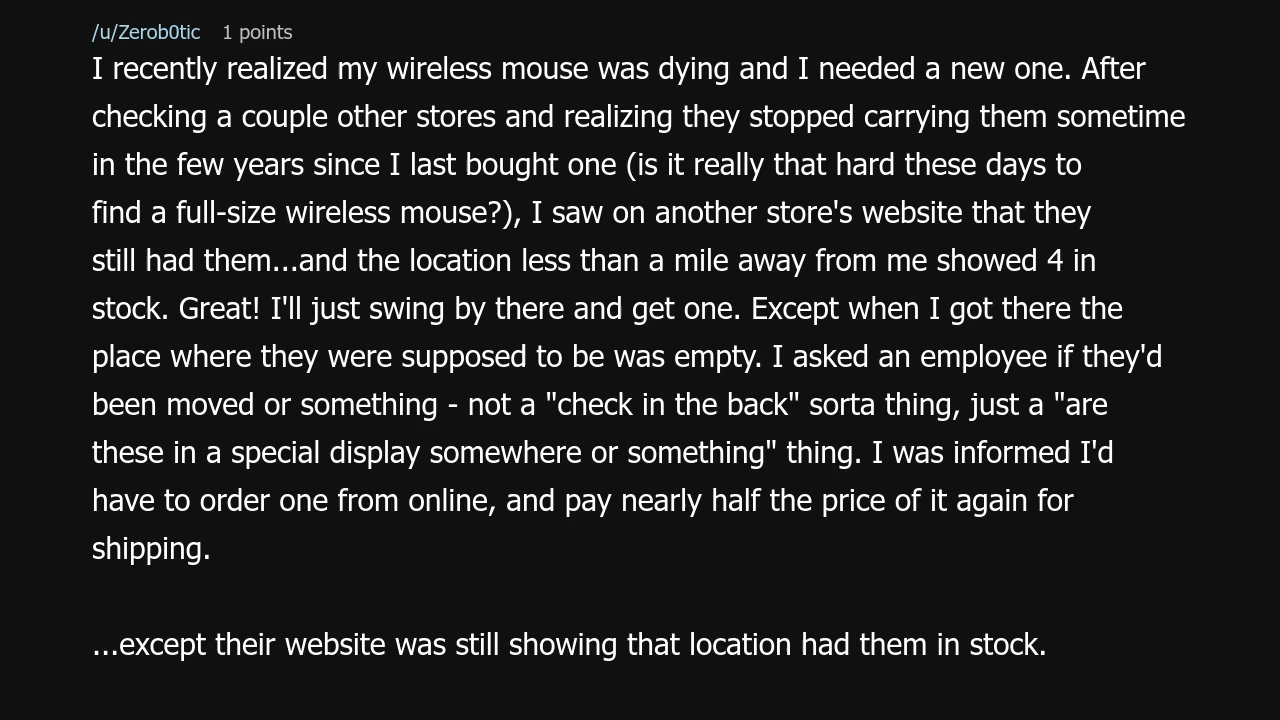 /u/Zerob0tic 1 points
I recently realized my wireless mouse was dying and I needed a new one. After
checking a couple other stores and realizing they stopped carrying them sometime
in the few years since I last bought one (is it really that hard these days to
find a full-size wireless mouse?), I saw on another store's website that they
still had them...and the location less than a mile away from me showed 4 in
stock. Great! I'll just swing by there and get one. Except when I got there the
place where they were supposed to be was empty. I asked an employee if they'd
been moved or something - not a "check in the back" sorta thing, just a "are
these in a special display somewhere or something" thing. I was informed I'd
have to order one from online, and pay nearly half the price of it again for
shipping.
...except their website was still showing that location had them in stock.